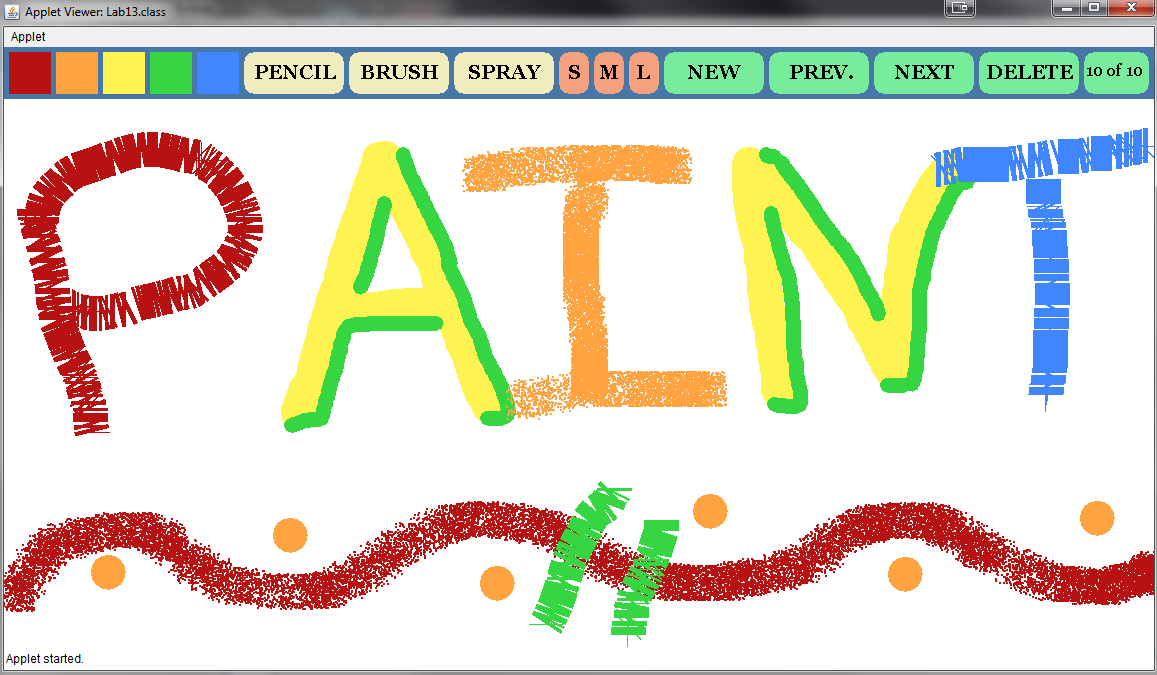 Applet Viewer: Lab13.class
Applet
PENCIL BRUSH SPRAY S M L NEW PREV. NEXT DELETE 10 of 10
PAINT
Applet started.